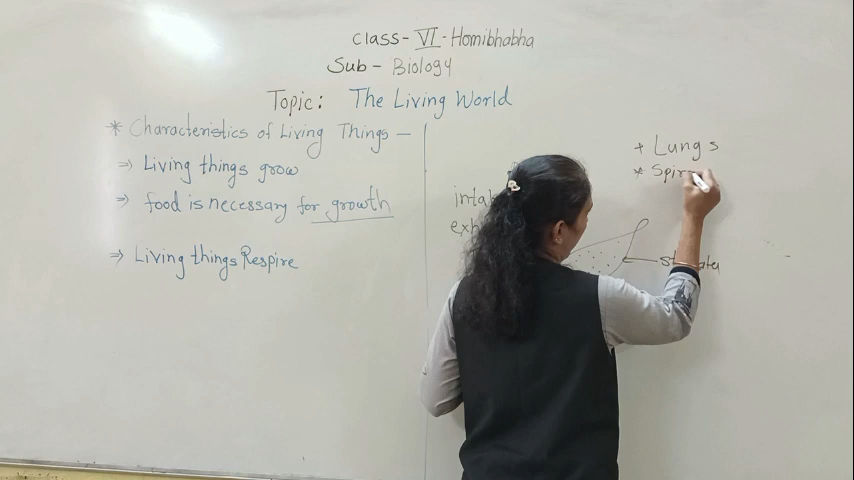 Class - VI - Homibhabha
Sub - Biology
Topic: The Living World
* Characteristics of Living Things -
⇒ Living things grow
⇒ food is necessary for growth
⇒ Living things Respire
+ Lungs
* Spir